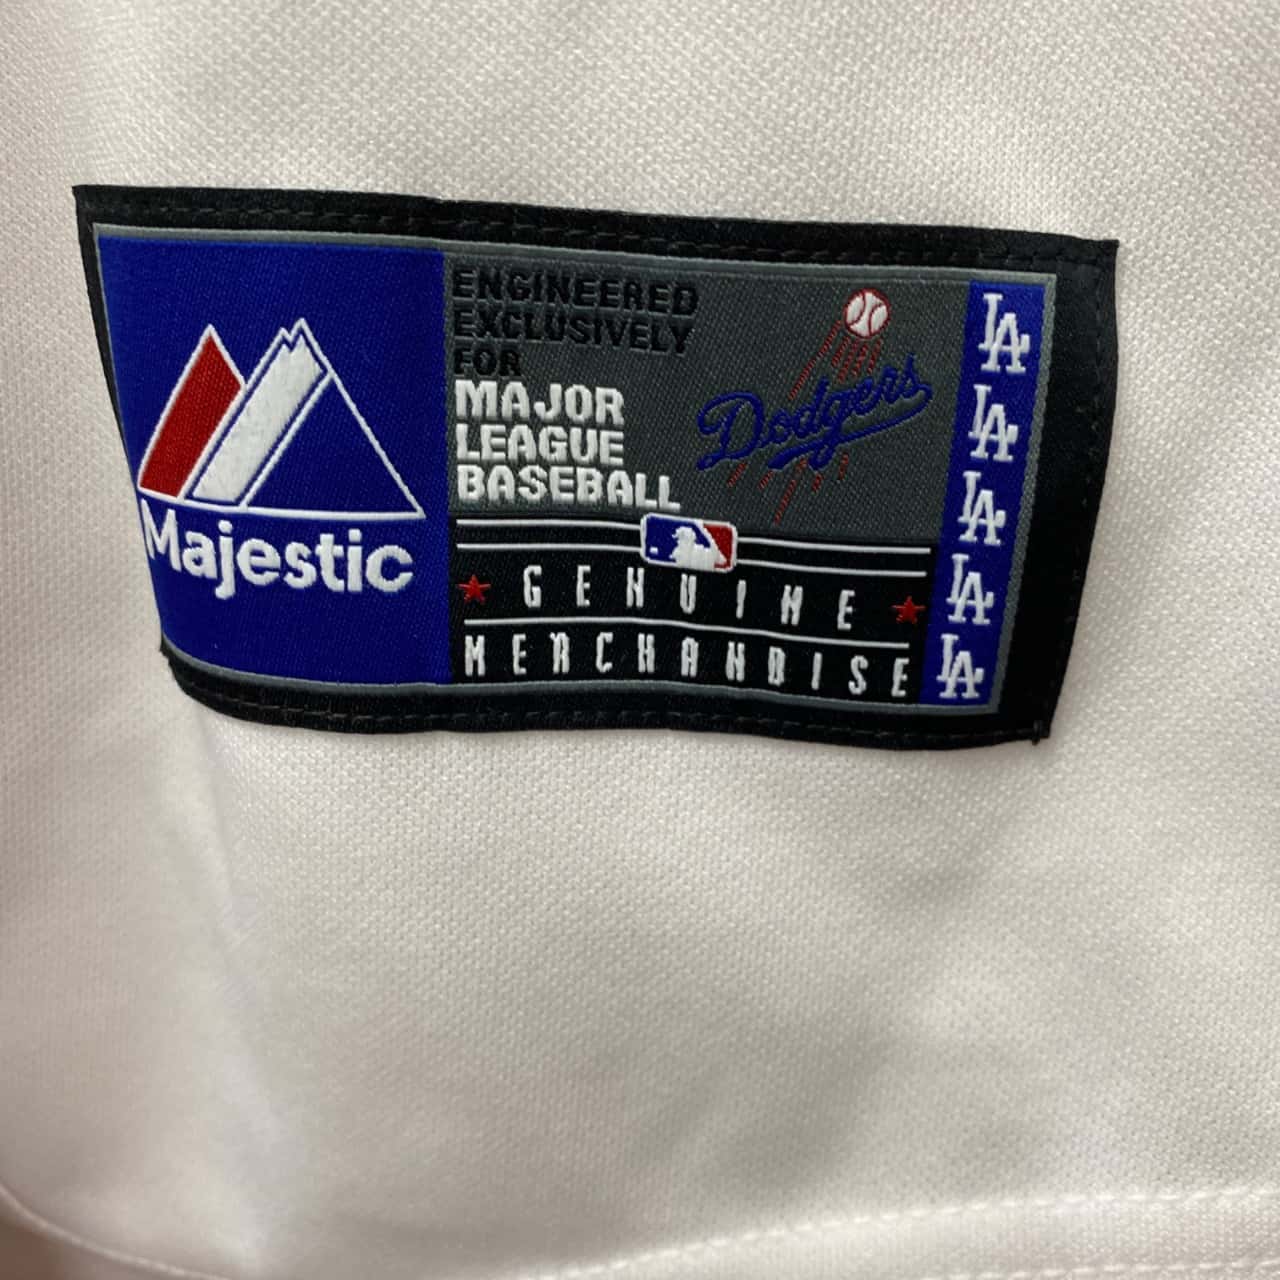 Majestic
ENGINEERED
EXCLUSIVELY
FOR
MAJOR
LEAGUE
BASEBALL
Dodgers
GENUINE
MERCHANDISE
LA
LA
LA
LA
LA